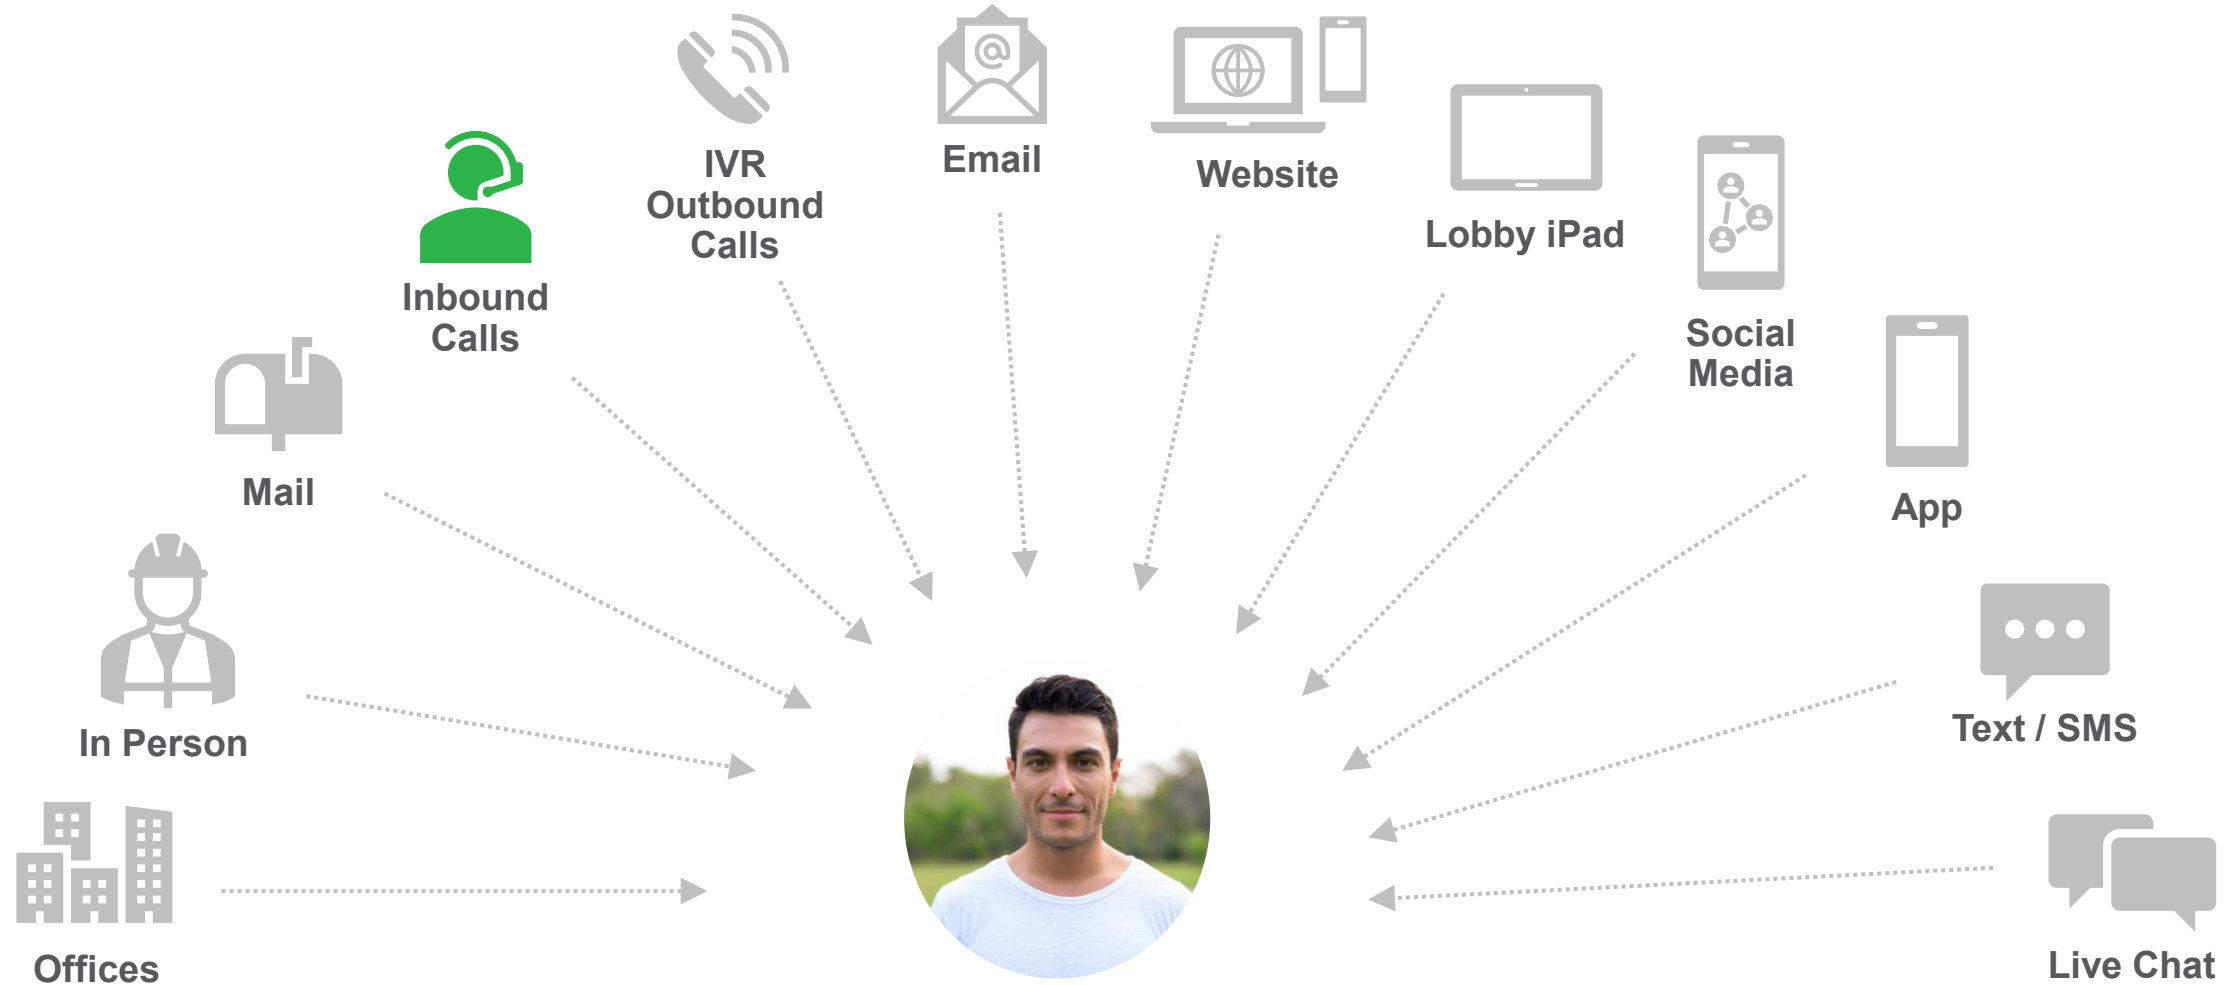 IVR
Outbound
Calls
Email
Website
Lobby iPad
Inbound
Calls
Social
Media
Mail
App
In Person
Text / SMS
Offices
Live Chat